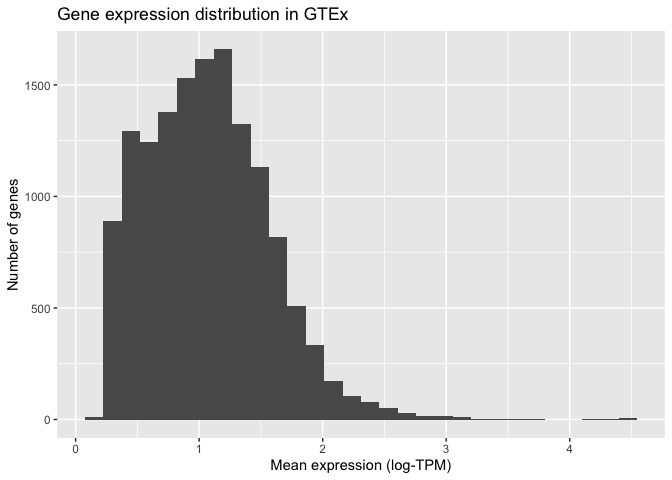 Gene expression distribution in GTEx
Number of genes
1500
1000
500
0
0 1 2 3 4
Mean expression (log-TPM)